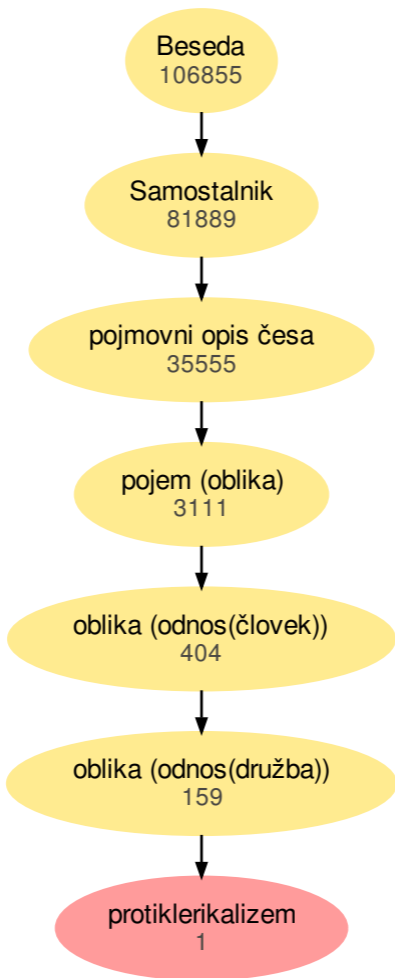 Beseda
106855
Samostalnik
81889
pojmovni opis česa
35555
pojem (oblika)
3111
oblika (odnos(človek))
404
oblika (odnos(družba))
159
protiklerikalizem
1